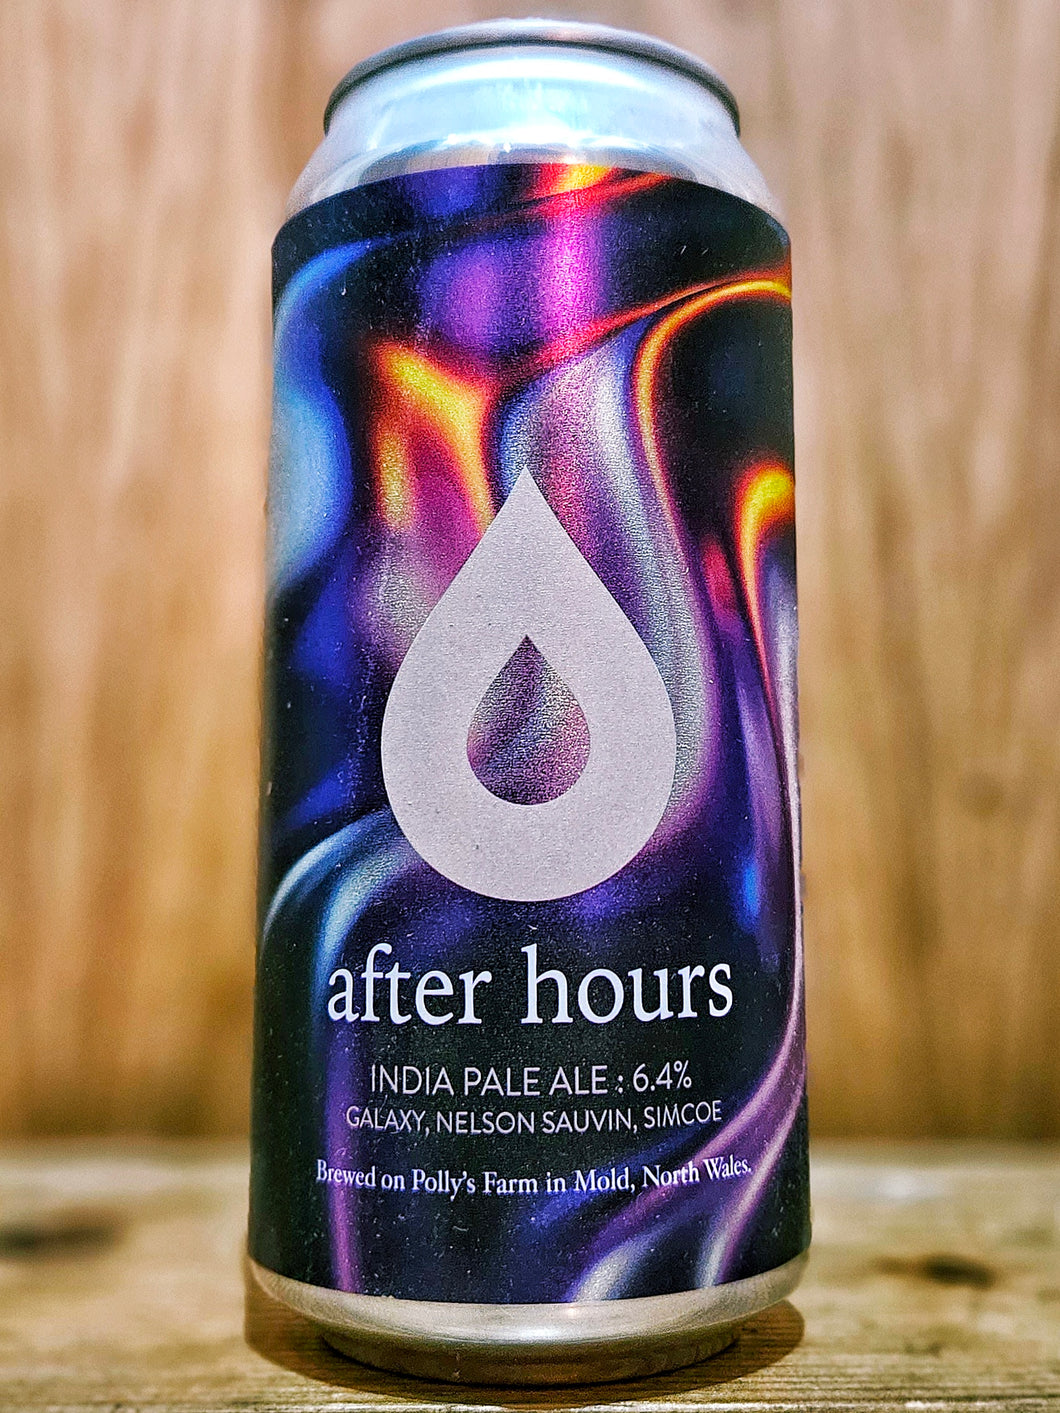 after hours
INDIA PALE ALE : 6.4%
GALAXY, NELSON SAUVIN, SIMCOE
Brewed on Polly's Farm in Mold, North Wales.